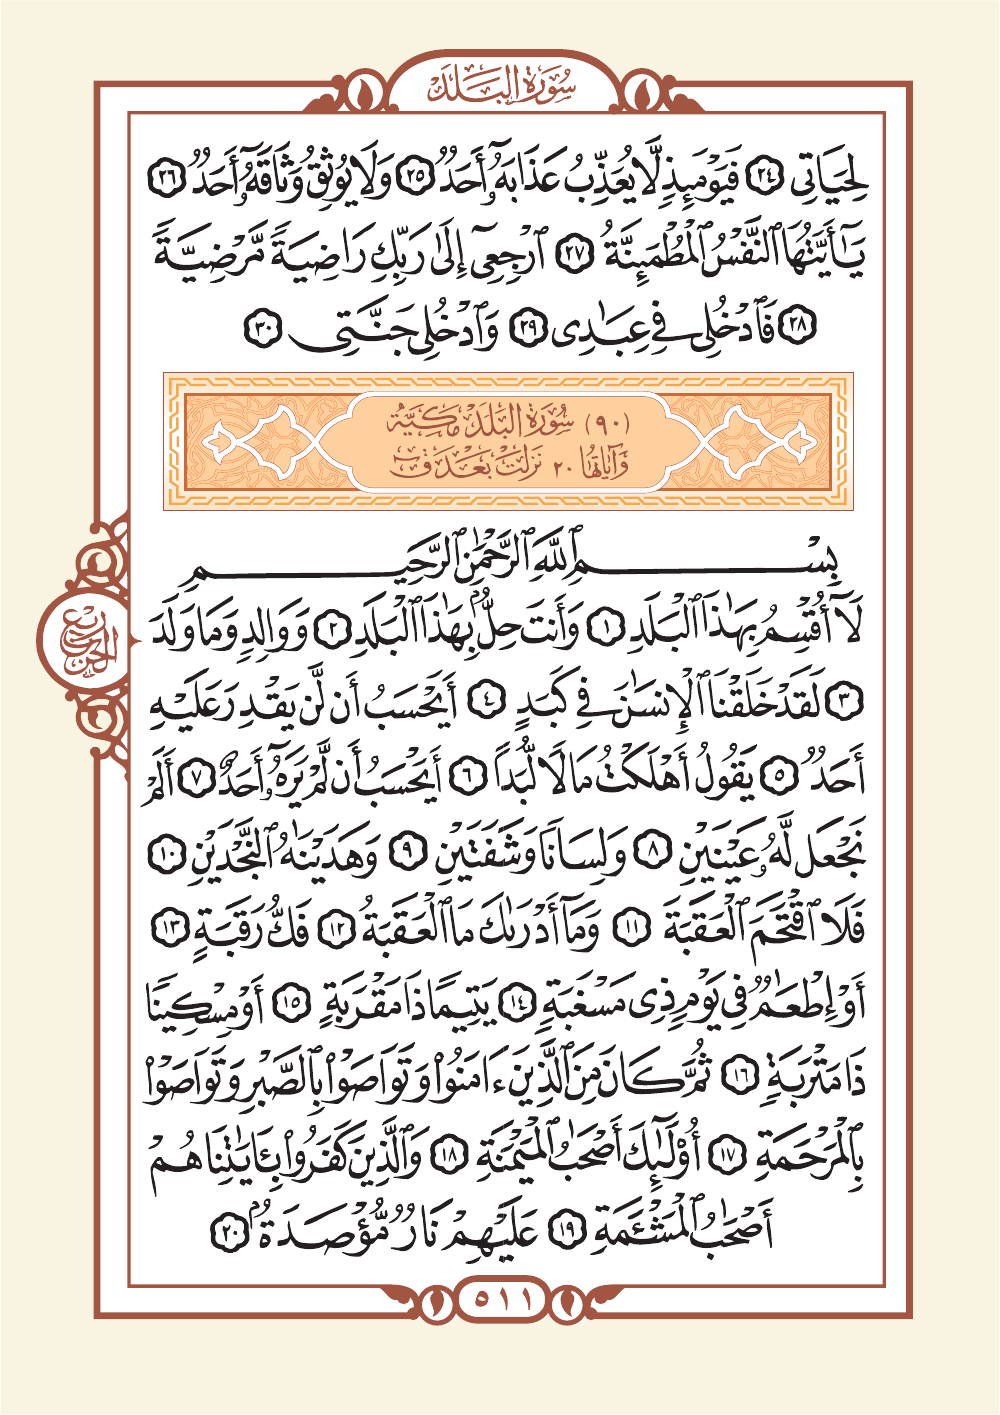 سُورَةُ الْبَلَدِ
لِحَيَاتِى ٢٤ فَيَوْمَئِذٍ لَّا يُعَذِّبُ عَذَابَهُۥٓ أَحَدٌ ٢٥ وَلَا يُوثِقُ وَثَاقَهُۥٓ أَحَدٌ ٢٦
يَٰٓأَيَّتُهَا ٱلنَّفْسُ ٱلْمُطْمَئِنَّةُ ٢٧ ٱرْجِعِىٓ إِلَىٰ رَبِّكِ رَاضِيَةً مَّرْضِيَّةً
٢٨ فَٱدْخُلِى فِى عِبَٰدِى ٢٩ وَٱدْخُلِى جَنَّتِى ٣٠
(٩٠) سُورَةُ الْبَلَدِ مَكِّيَّةٌ
وَآيَاتُهَا ٢٠ نَزَلَتْ بَعْدَ قٓ
بِسْمِ ٱللَّهِ ٱلرَّحْمَٰنِ ٱلرَّحِيمِ
لَآ أُقْسِمُ بِهَٰذَا ٱلْبَلَدِ ١ وَأَنتَ حِلٌّۢ بِهَٰذَا ٱلْبَلَدِ ٢ وَوَالِدٍ وَمَا وَلَدَ
٣ لَقَدْ خَلَقْنَا ٱلْإِنسَٰنَ فِى كَبَدٍ ٤ أَيَحْسَبُ أَن لَّن يَقْدِرَ عَلَيْهِ
أَحَدٌ ٥ يَقُولُ أَهْلَكْتُ مَالًا لُّبَدًا ٦ أَيَحْسَبُ أَن لَّمْ يَرَهُۥٓ أَحَدٌ ٧ أَلَمْ
نَجْعَل لَّهُۥ عَيْنَيْنِ ٨ وَلِسَانًا وَشَفَتَيْنِ ٩ وَهَدَيْنَٰهُ ٱلنَّجْدَيْنِ ١٠
فَلَا ٱقْتَحَمَ ٱلْعَقَبَةَ ١١ وَمَآ أَدْرَىٰكَ مَا ٱلْعَقَبَةُ ١٢ فَكُّ رَقَبَةٍ ١٣
أَوْ إِطْعَٰمٌ فِى يَوْمٍ ذِى مَسْغَبَةٍ ١٤ يَتِيمًا ذَا مَقْرَبَةٍ ١٥ أَوْ مِسْكِينًا
ذَا مَتْرَبَةٍ ١٦ ثُمَّ كَانَ مِنَ ٱلَّذِينَ ءَامَنُوا۟ وَتَوَاصَوْا۟ بِٱلصَّبْرِ وَتَوَاصَوْا۟
بِٱلْمَرْحَمَةِ ١٧ أُو۟لَٰٓئِكَ أَصْحَٰبُ ٱلْمَيْمَنَةِ ١٨ وَٱلَّذِينَ كَفَرُوا۟ بِـَٔايَٰتِنَا هُمْ
أَصْحَٰبُ ٱلْمَشْـَٔمَةِ ١٩ عَلَيْهِمْ نَارٌ مُّؤْصَدَةٌۢ ٢٠
ربع
الحزب
٥١١